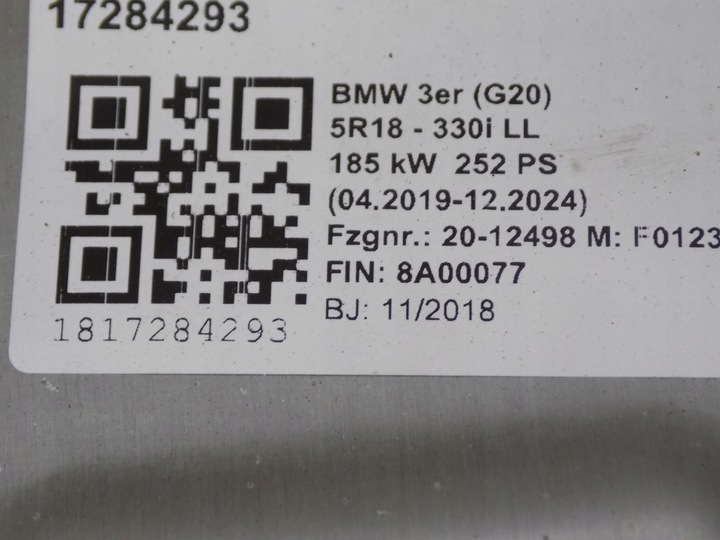 17284293
BMW 3er (G20)
5R18 - 330i LL
185 kW 252 PS
(04.2019-12.2024)
Fzgnr.: 20-12498 M: F0123
FIN: 8A00077
BJ: 11/2018
1817284293